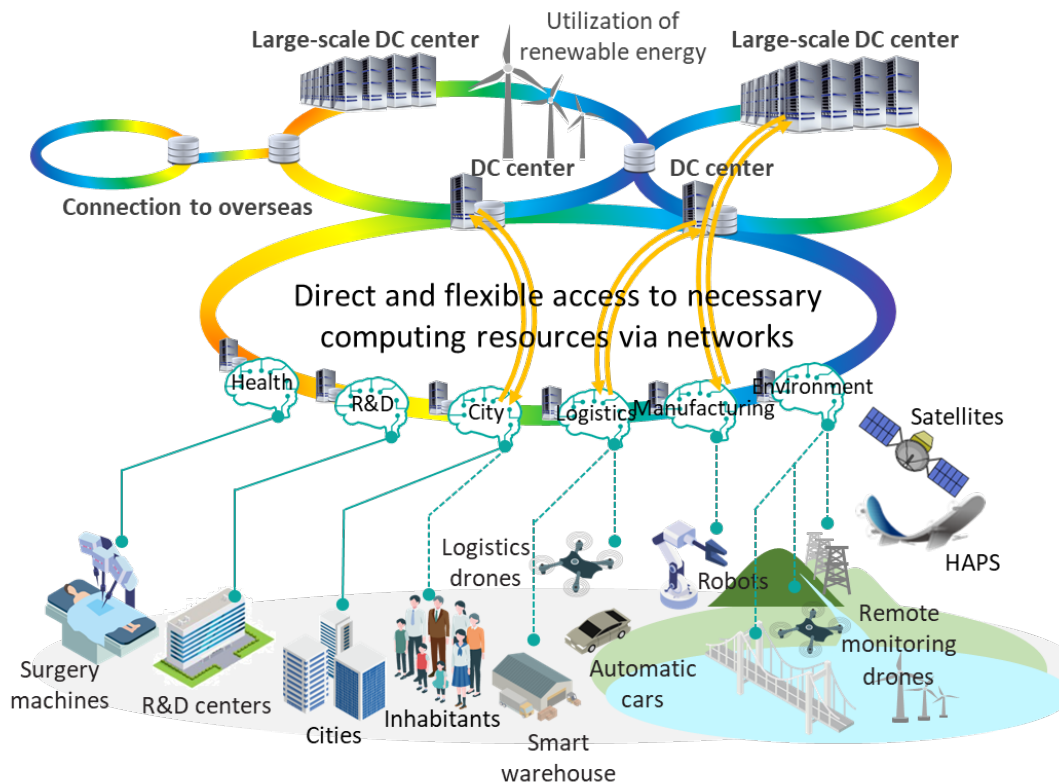 Utilization of
renewable energy
Large-scale DC center
Large-scale DC center
DC center
DC center
Connection to overseas
Direct and flexible access to necessary
computing resources via networks
Health
R&D
City
Logistics
Manufacturing
Environment
Satellites
HAPS
Logistics
drones
Robots
Remote
monitoring
drones
Automatic
cars
Surgery
machines
R&D centers
Cities
Inhabitants
Smart
warehouse